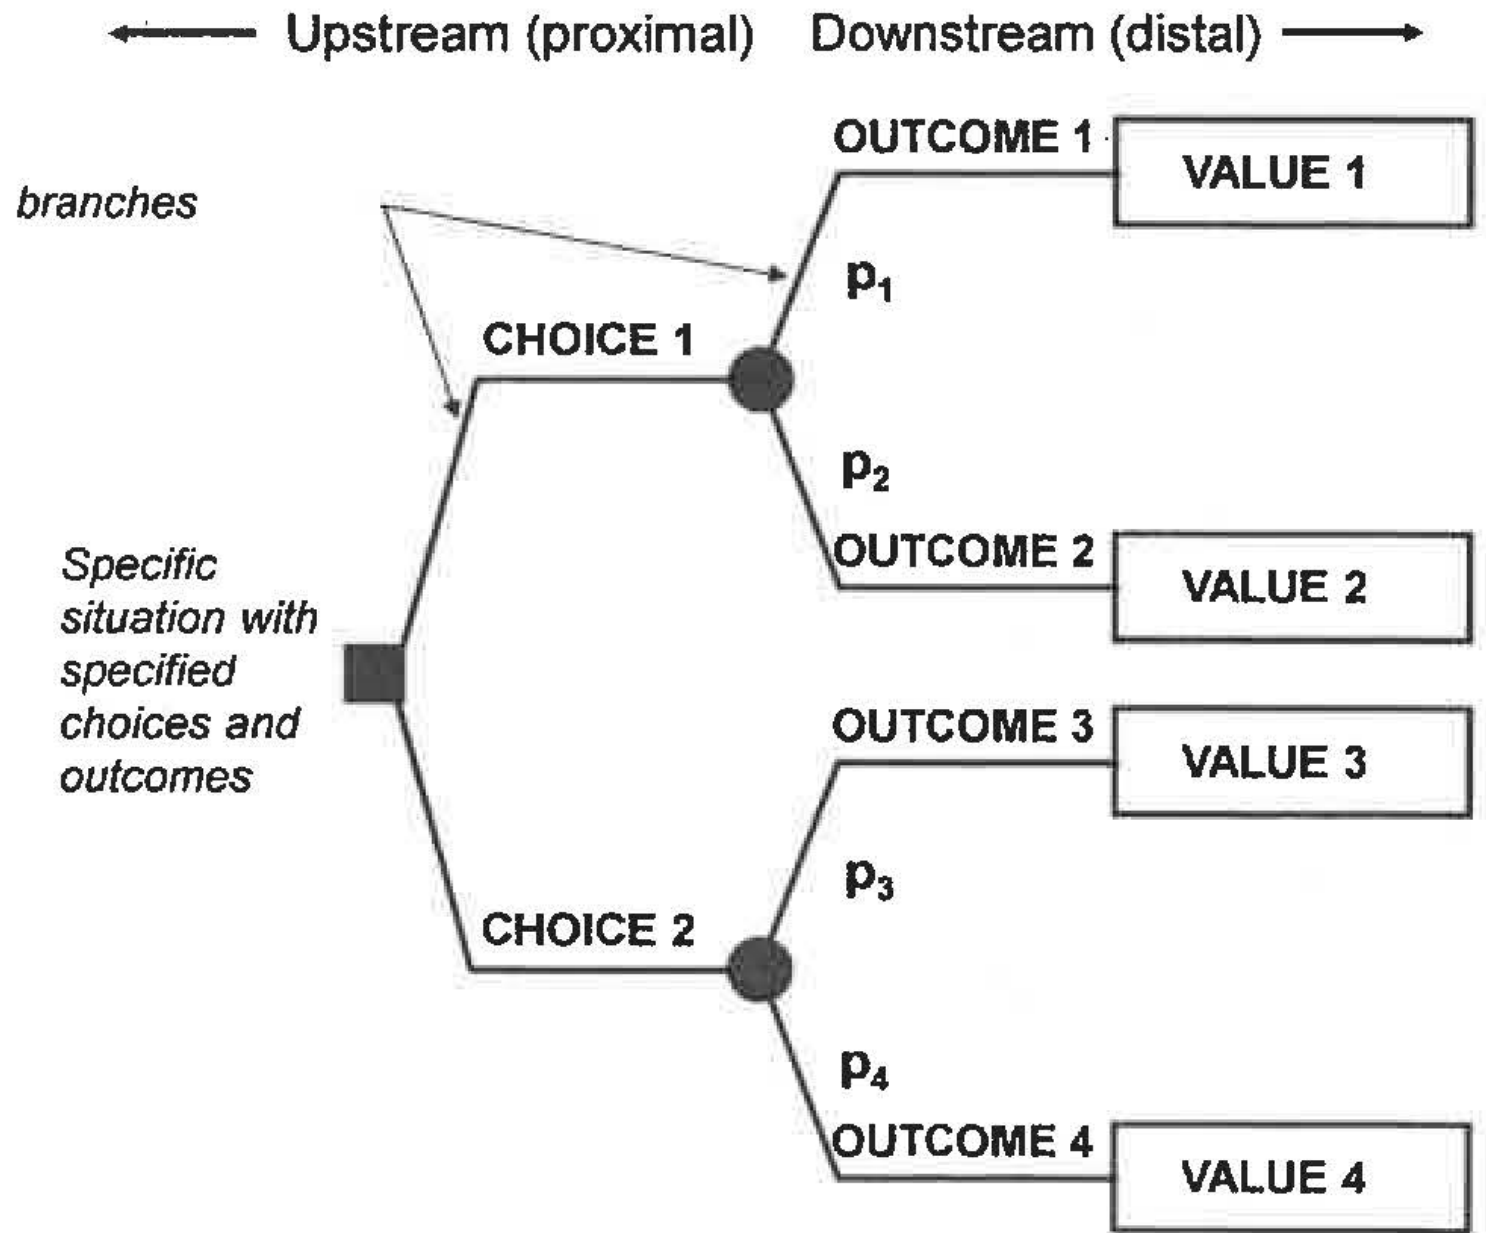 Upstream (proximal) Downstream (distal)
OUTCOME 1
VALUE 1
branches
p₁
CHOICE 1
p₂
OUTCOME 2
VALUE 2
Specific
situation with
specified
choices and
outcomes
OUTCOME 3
VALUE 3
p₃
CHOICE 2
p₄
OUTCOME 4
VALUE 4